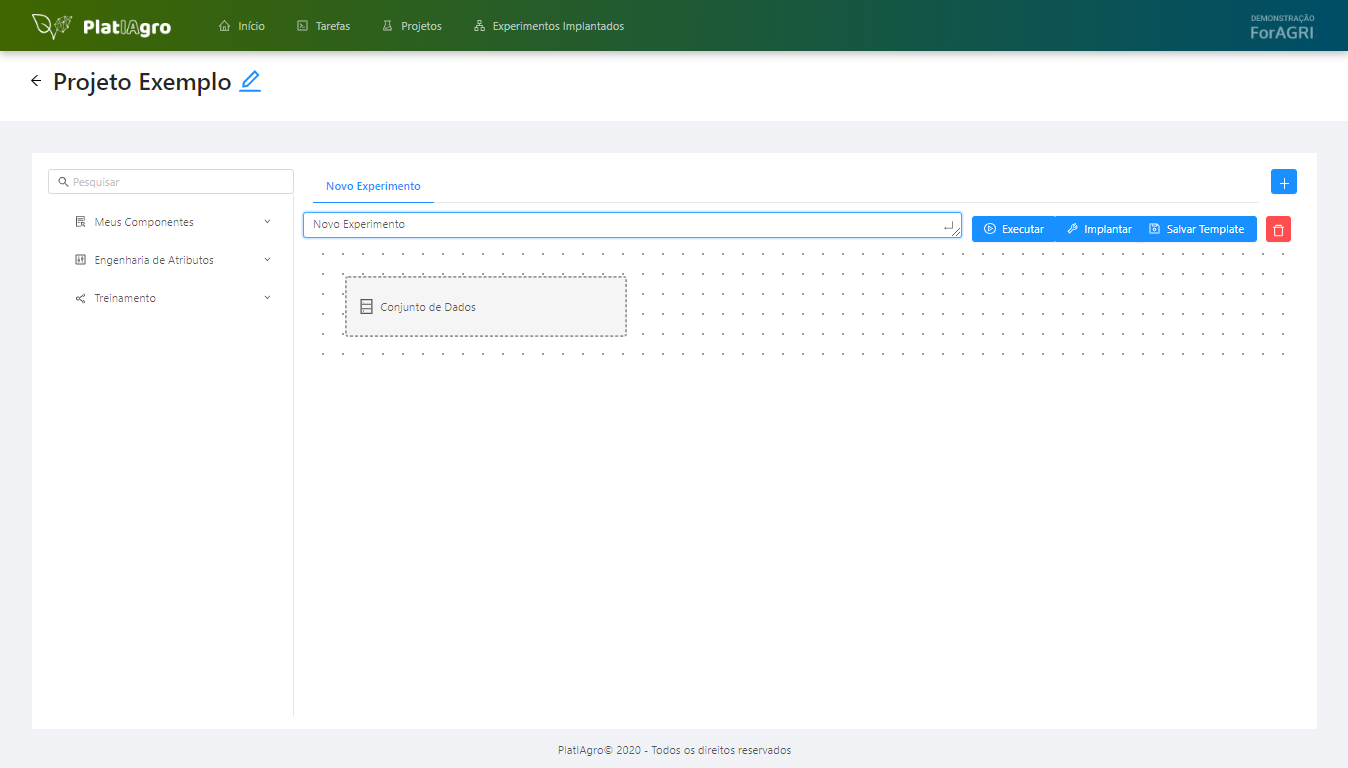 PlatIAgro
Início
Tarefas
Projetos
Experimentos Implantados
DEMONSTRAÇÃO
ForAGRI
Projeto Exemplo
Pesquisar
Meus Componentes
Engenharia de Atributos
Treinamento
Novo Experimento
Novo Experimento
Executar
Implantar
Salvar Template
Conjunto de Dados
PlatIAgro© 2020 - Todos os direitos reservados